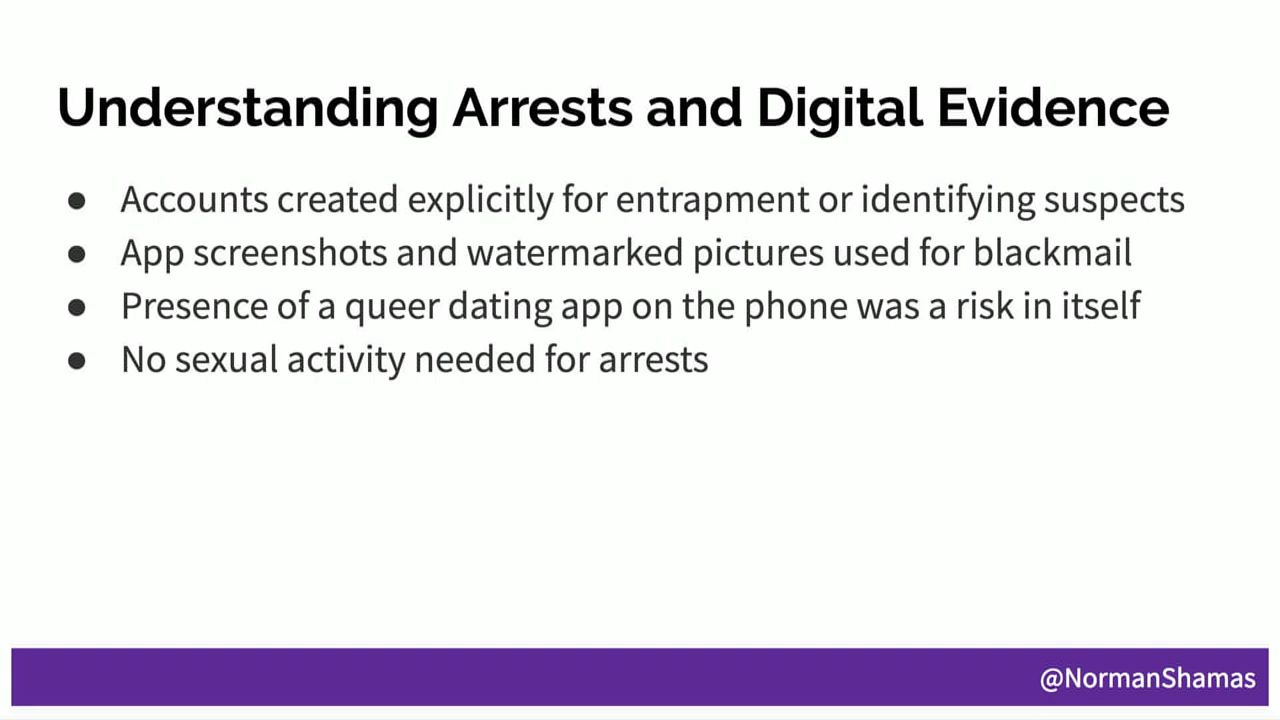 Understanding Arrests and Digital Evidence
● Accounts created explicitly for entrapment or identifying suspects
● App screenshots and watermarked pictures used for blackmail
● Presence of a queer dating app on the phone was a risk in itself
● No sexual activity needed for arrests
@NormanShamas